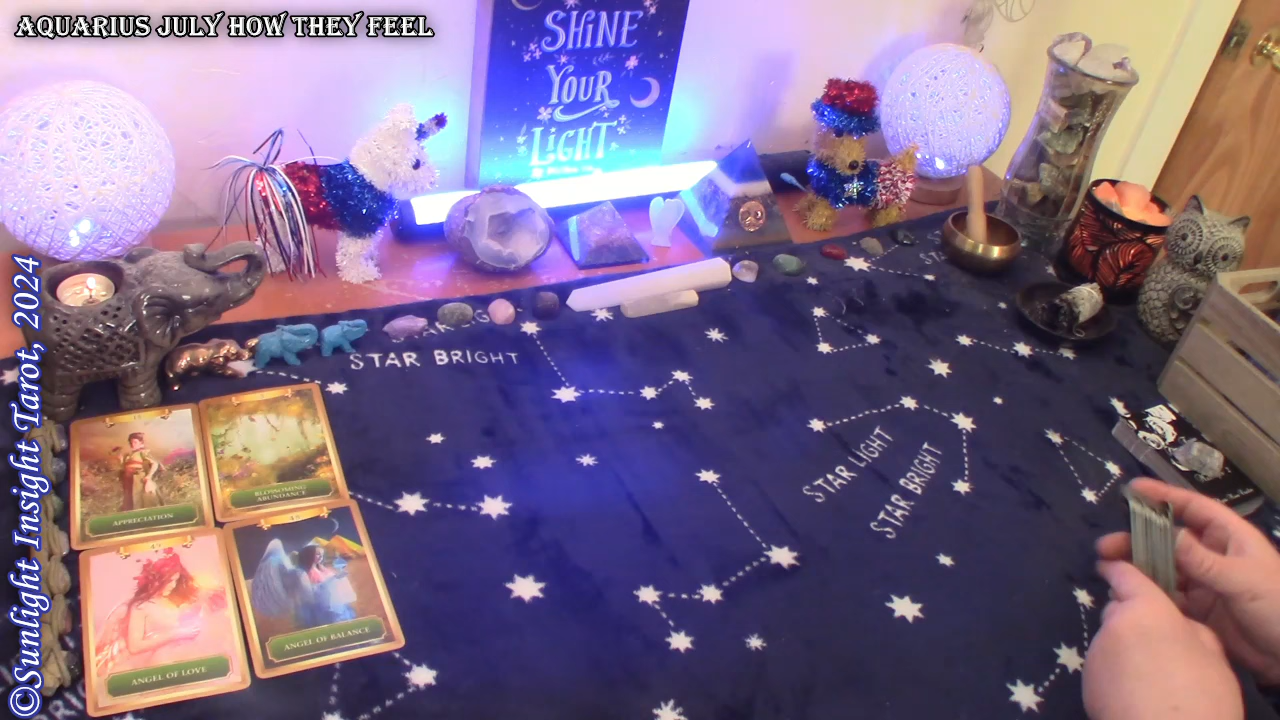 AQUARIUS JULY HOW THEY FEEL
SHINE
YOUR
LIGHT
©Sunlight Insight Tarot, 2024
STAR BRIGHT
STAR LIGHT
STAR BRIGHT
APPRECIATION
BLOSSOMING
ABUNDANCE
ANGEL OF LOVE
ANGEL OF BALANCE